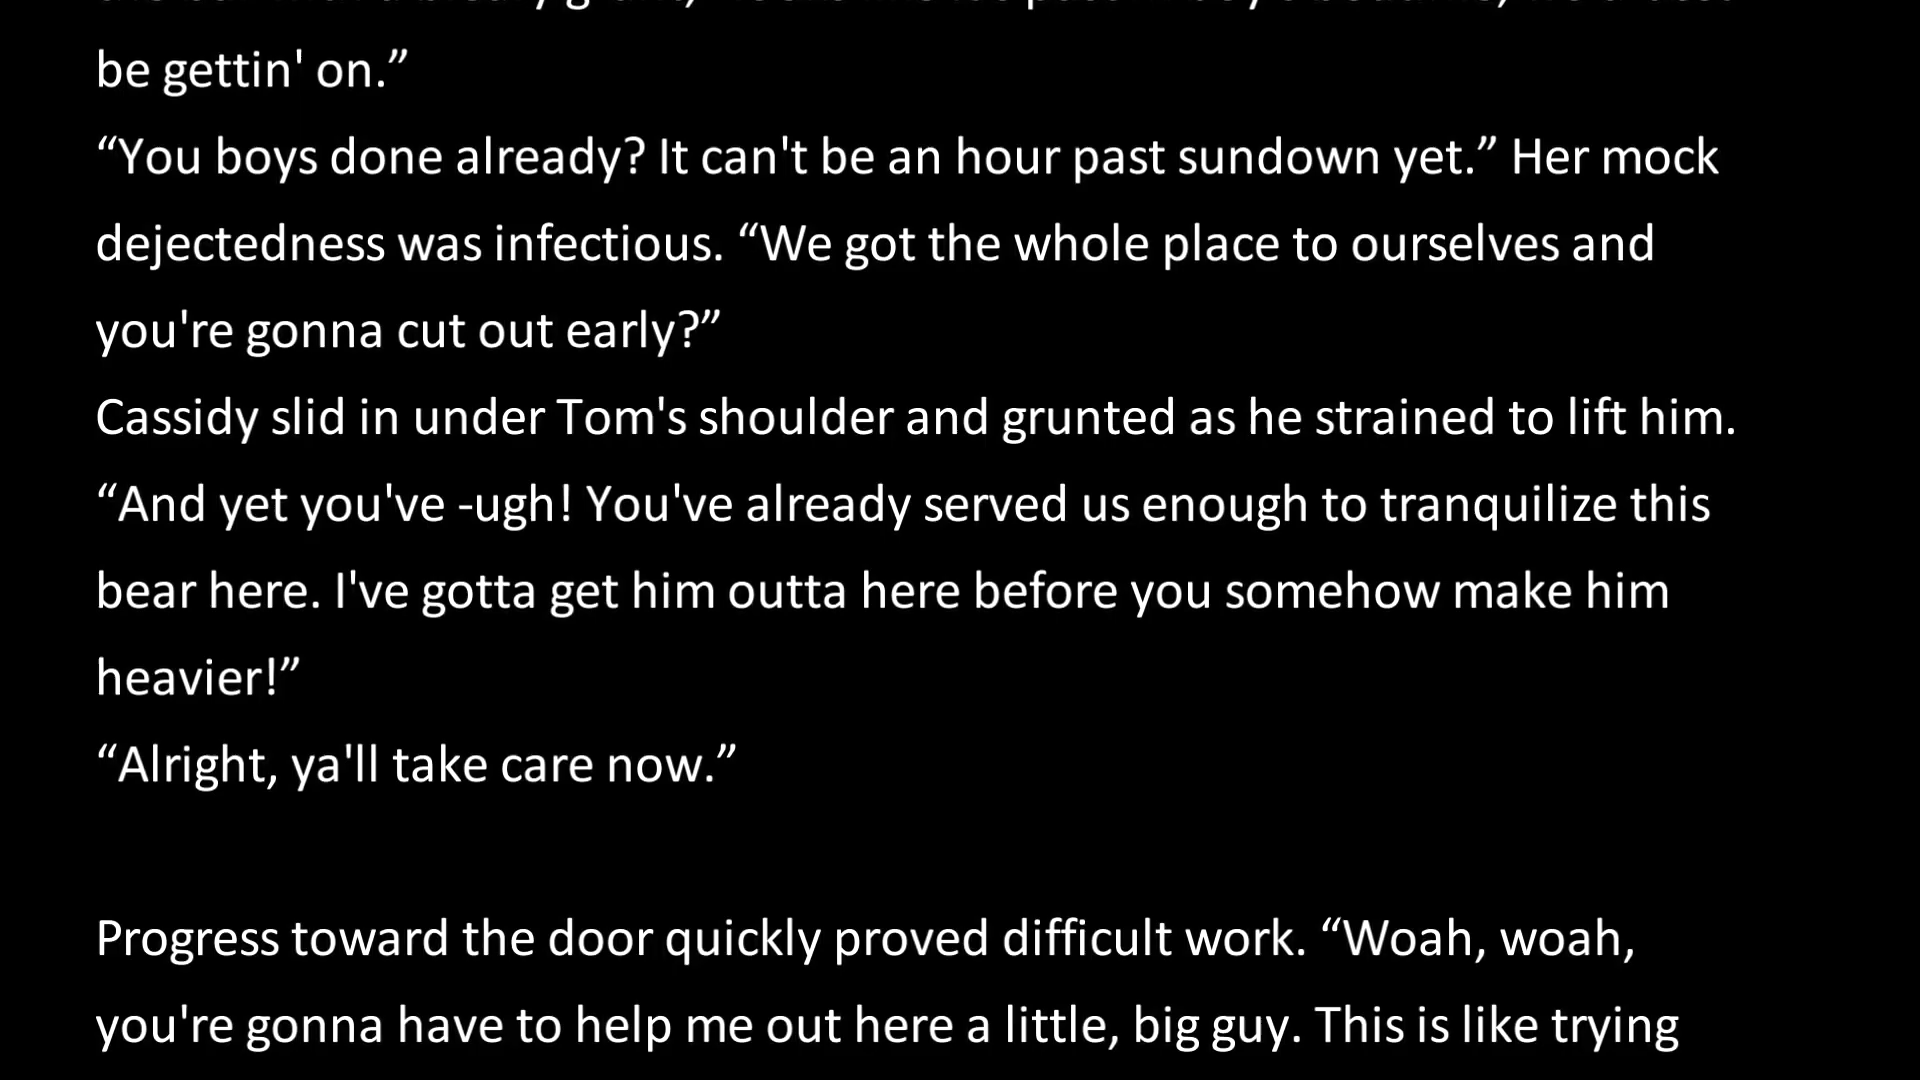 be gettin' on.”
“You boys done already? It can't be an hour past sundown yet.” Her mock
dejectedness was infectious. “We got the whole place to ourselves and
you're gonna cut out early?”
Cassidy slid in under Tom's shoulder and grunted as he strained to lift him.
“And yet you've -ugh! You've already served us enough to tranquilize this
bear here. I've gotta get him outta here before you somehow make him
heavier!”
“Alright, ya'll take care now.”
Progress toward the door quickly proved difficult work. “Woah, woah,
you're gonna have to help me out here a little, big guy. This is like trying